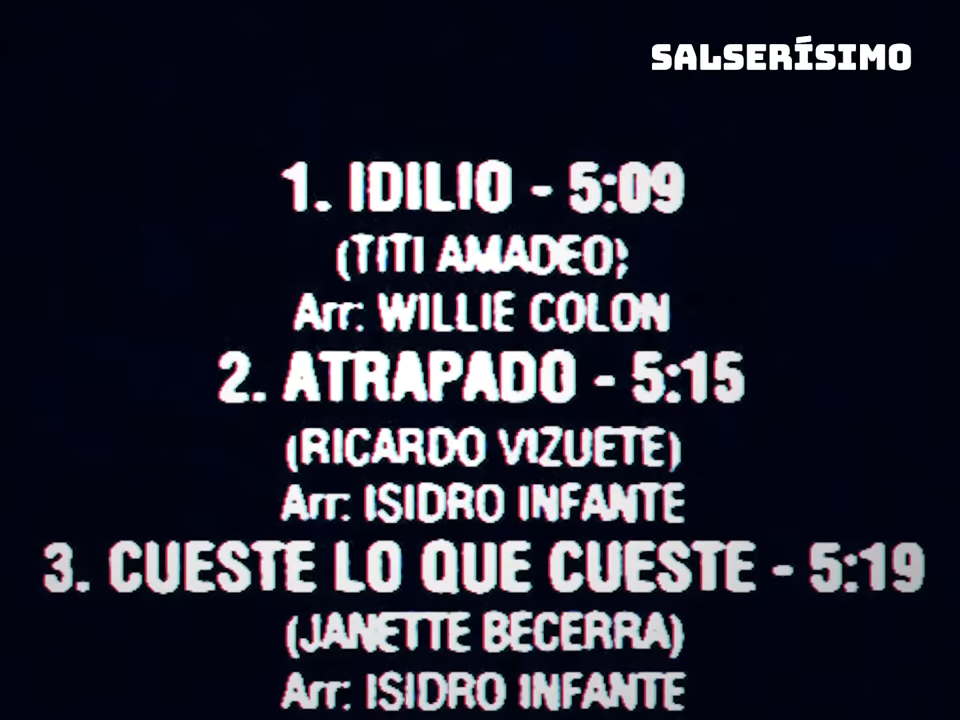 SALSERÍSIMO
1. IDILIO - 5:09
(TITI AMADEO)
Arr: WILLIE COLON
2. ATRAPADO - 5:15
(RICARDO VIZUETE)
Arr: ISIDRO INFANTE
3. CUESTE LO QUE CUESTE - 5:19
(JANETTE BECERRA)
Arr: ISIDRO INFANTE